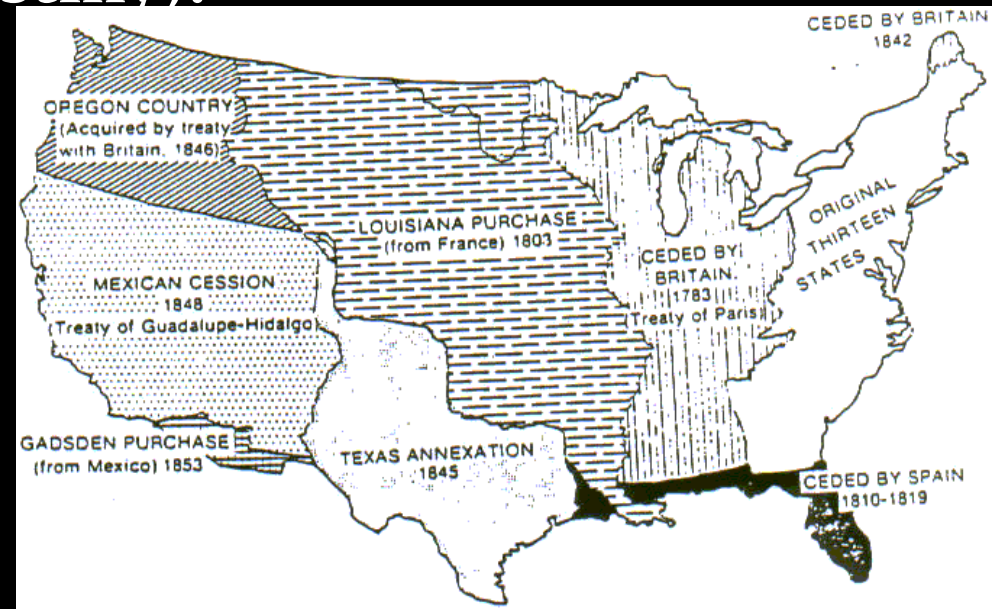 CEDED BY BRITAIN
1842
OREGON COUNTRY
(Acquired by treaty
with Britain, 1846)
ORIGINAL
THIRTEEN
STATES
LOUISIANA PURCHASE
(from France) 1803
CEDED BY
BRITAIN
1783
(Treaty of Paris)
MEXICAN CESSION
1848
(Treaty of Guadalupe-Hidalgo)
GADSDEN PURCHASE
(from Mexico) 1853
TEXAS ANNEXATION
1845
CEDED BY SPAIN
1810-1819